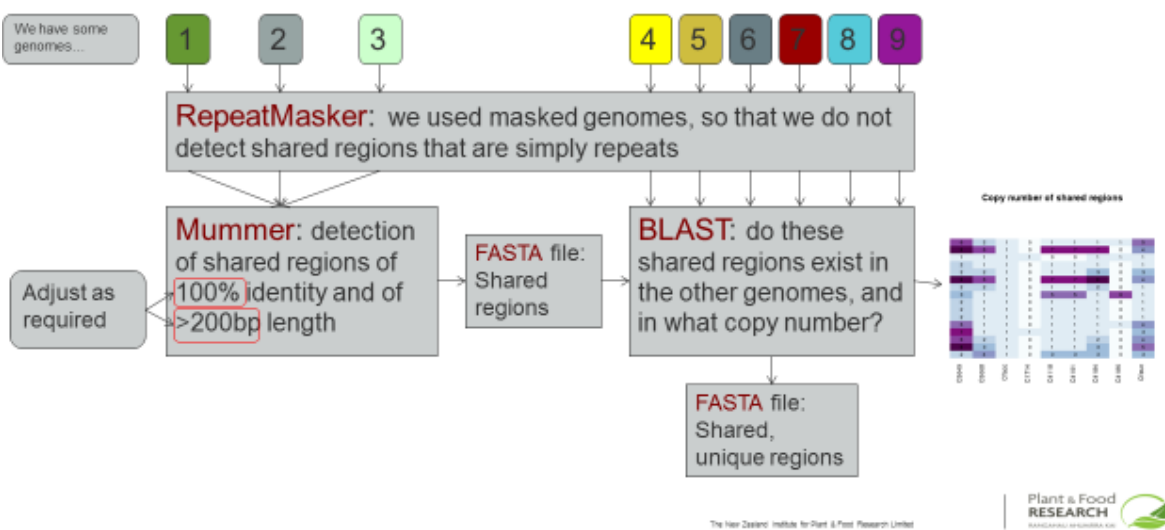 We have some
genomes...
1
2
3
4
5
6
7
8
9
RepeatMasker: we used masked genomes, so that we do not
detect shared regions that are simply repeats
Mummer: detection
of shared regions of
100% identity and of
>200bp length
Adjust as
required
FASTA file:
Shared
regions
BLAST: do these
shared regions exist in
the other genomes, and
in what copy number?
FASTA file:
Shared,
unique regions
Copy number of shared regions
The New Zealand Institute for Plant & Food Research Limited
Plant & Food
RESEARCH